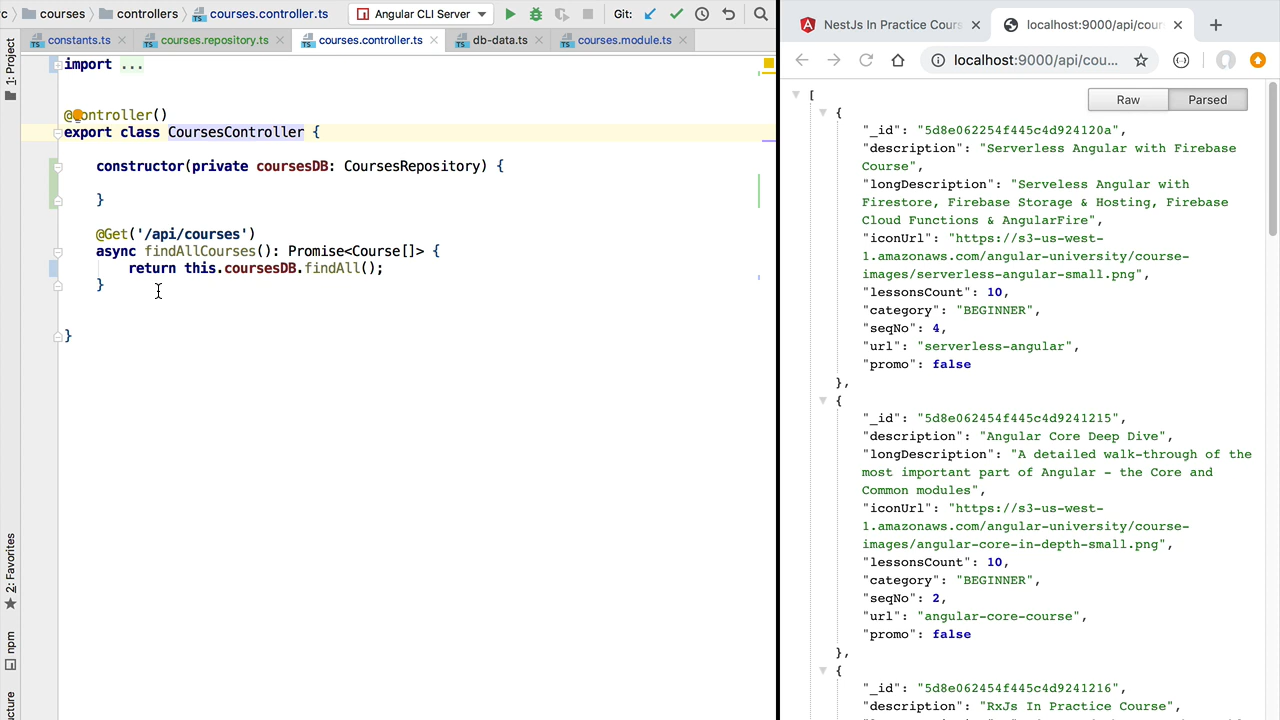 courses
controllers
courses.controller.ts
Angular CLI Server
Git:
constants.ts
courses.repository.ts
courses.controller.ts
db-data.ts
courses.module.ts
1: Project
2: Favorites
npm
import ...
@Controller()
export class CoursesController {
constructor(private coursesDB: CoursesRepository) {
}
@Get('/api/courses')
async findAllCourses(): Promise<Course[]> {
return this.coursesDB.findAll();
}
}
NestJs In Practice Cours
localhost:9000/api/cour
localhost:9000/api/cou...
Raw
Parsed
[
{
"_id": "5d8e062254f445c4d924120a",
"description": "Serverless Angular with Firebase
Course",
"longDescription": "Serveless Angular with
Firestore, Firebase Storage & Hosting, Firebase
Cloud Functions & AngularFire",
"iconUrl": "https://s3-us-west-
1.amazonaws.com/angular-university/course-
images/serverless-angular-small.png",
"lessonsCount": 10,
"category": "BEGINNER",
"seqNo": 4,
"url": "serverless-angular",
"promo": false
},
{
"_id": "5d8e062454f445c4d9241215",
"description": "Angular Core Deep Dive",
"longDescription": "A detailed walk-through of the
most important part of Angular - the Core and
Common modules",
"iconUrl": "https://s3-us-west-
1.amazonaws.com/angular-university/course-
images/angular-core-in-depth-small.png",
"lessonsCount": 10,
"category": "BEGINNER",
"seqNo": 2,
"url": "angular-core-course",
"promo": false
},
{
"_id": "5d8e062454f445c4d9241216",
"description": "RxJs In Practice Course",